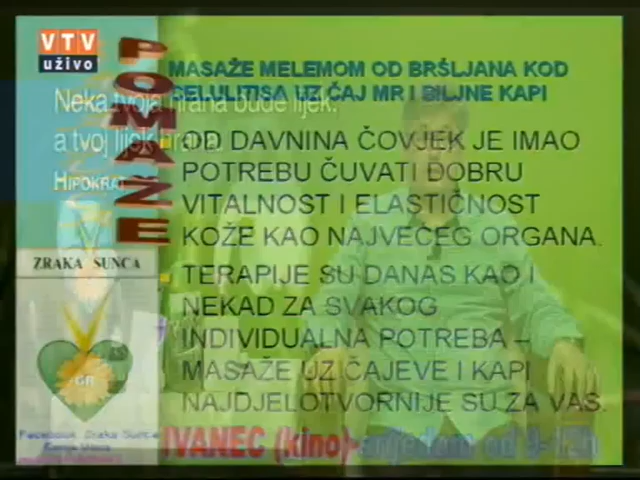 VTV
uživo
POMAŽE
MASAŽE MELEMOM OD BRŠLJANA KOD
CELULITISA UZ ČAJ MR I BILJNE KAPI
Neka tvoja hrana bude lijek,
a tvoj lijek hrana.
HIPOKRAT
OD DAVNINA ČOVJEK JE IMAO
POTREBU ČUVATI DOBRU
VITALNOST I ELASTIČNOST
KOŽE KAO NAJVEĆEG ORGANA.
TERAPIJE SU DANAS KAO I
NEKAD ZA SVAKOG
INDIVIDUALNA POTREBA –
MASAŽE UZ ČAJEVE I KAPI
NAJDJELOTVORNIJE SU ZA VAS.
ZRAKA SUNCA
GR
Facebook Zraka Sunca
IVANEC (kino)-srijedom od